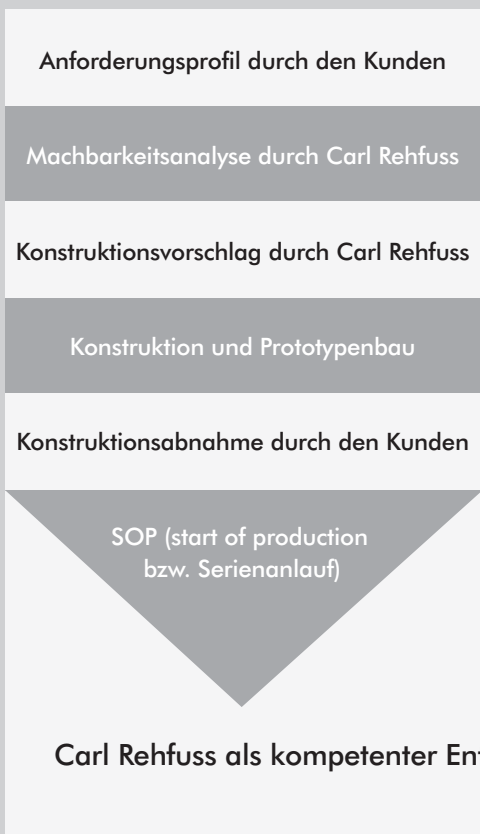 Anforderungsprofil durch den Kunden
Machbarkeitsanalyse durch Carl Rehfuss
Konstruktionsvorschlag durch Carl Rehfuss
Konstruktion und Prototypenbau
Konstruktionsabnahme durch den Kunden
SOP (start of production
bzw. Serienanlauf)
Carl Rehfuss als kompetenter